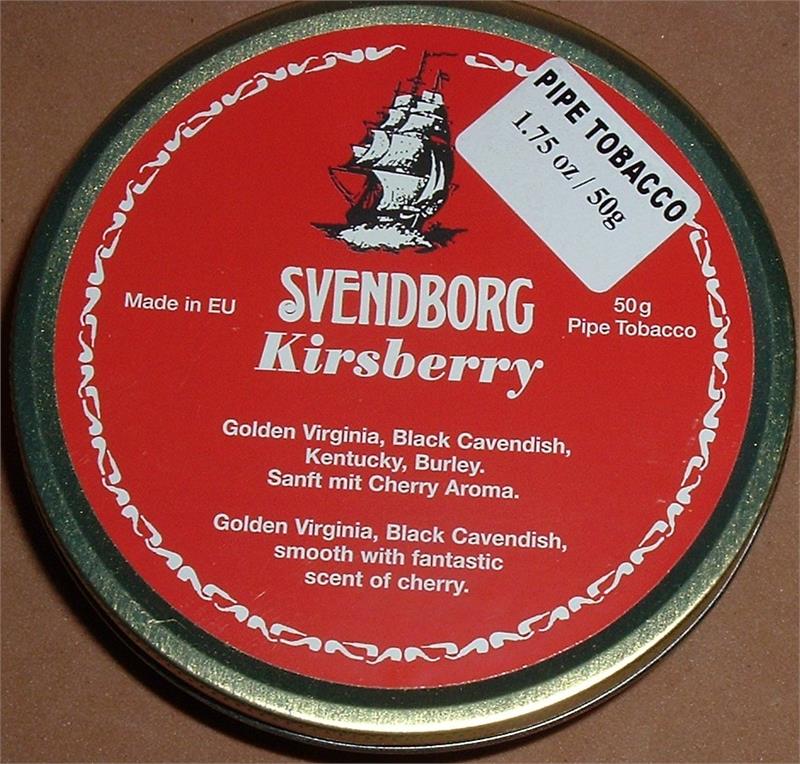 PIPE TOBACCO
1.75 oz / 50g
Made in EU
SVENDBORG
Kirsberry
50g
Pipe Tobacco
Golden Virginia, Black Cavendish,
Kentucky, Burley.
Sanft mit Cherry Aroma.
Golden Virginia, Black Cavendish,
smooth with fantastic
scent of cherry.